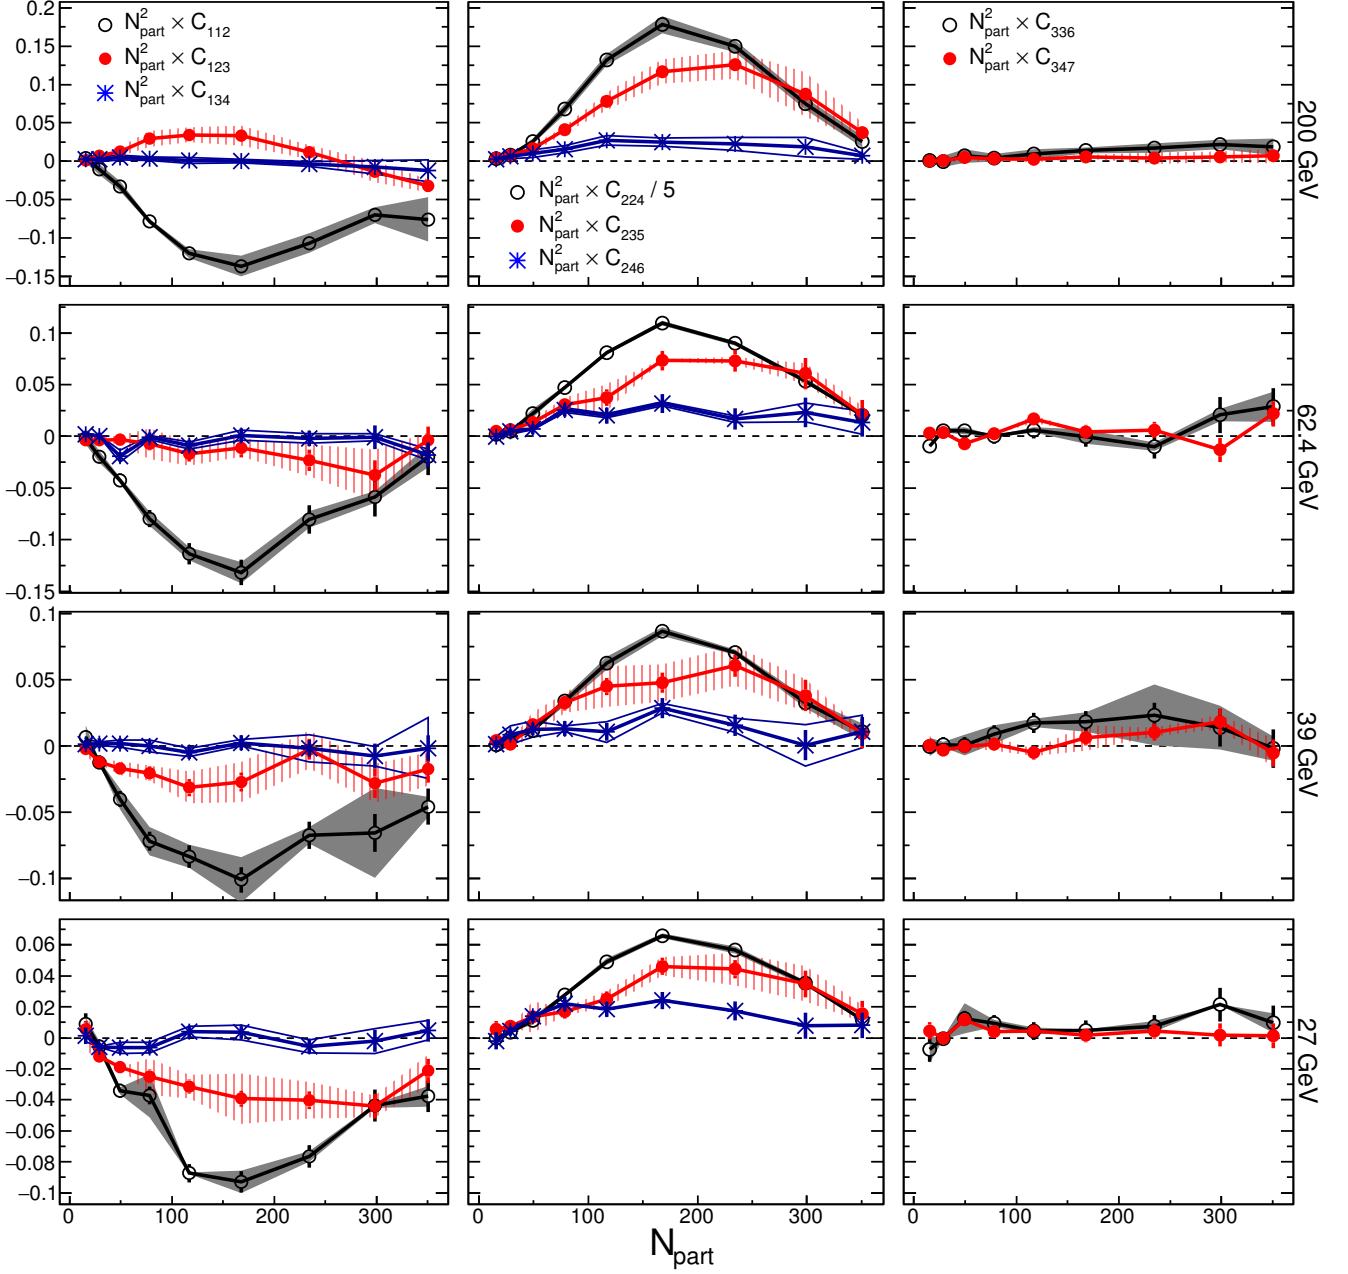 0.2
0.15
0.1
0.05
0
−0.05
−0.1
−0.15
N²part × C112
N²part × C123
N²part × C134
N²part × C224 / 5
N²part × C235
N²part × C246
N²part × C336
N²part × C347
200 GeV
0.1
0.05
0
−0.05
−0.1
−0.15
62.4 GeV
0.1
0.05
0
−0.05
−0.1
39 GeV
0.06
0.04
0.02
0
−0.02
−0.04
−0.06
−0.08
−0.1
27 GeV
0 100 200 300
0 100 200 300
0 100 200 300
Npart